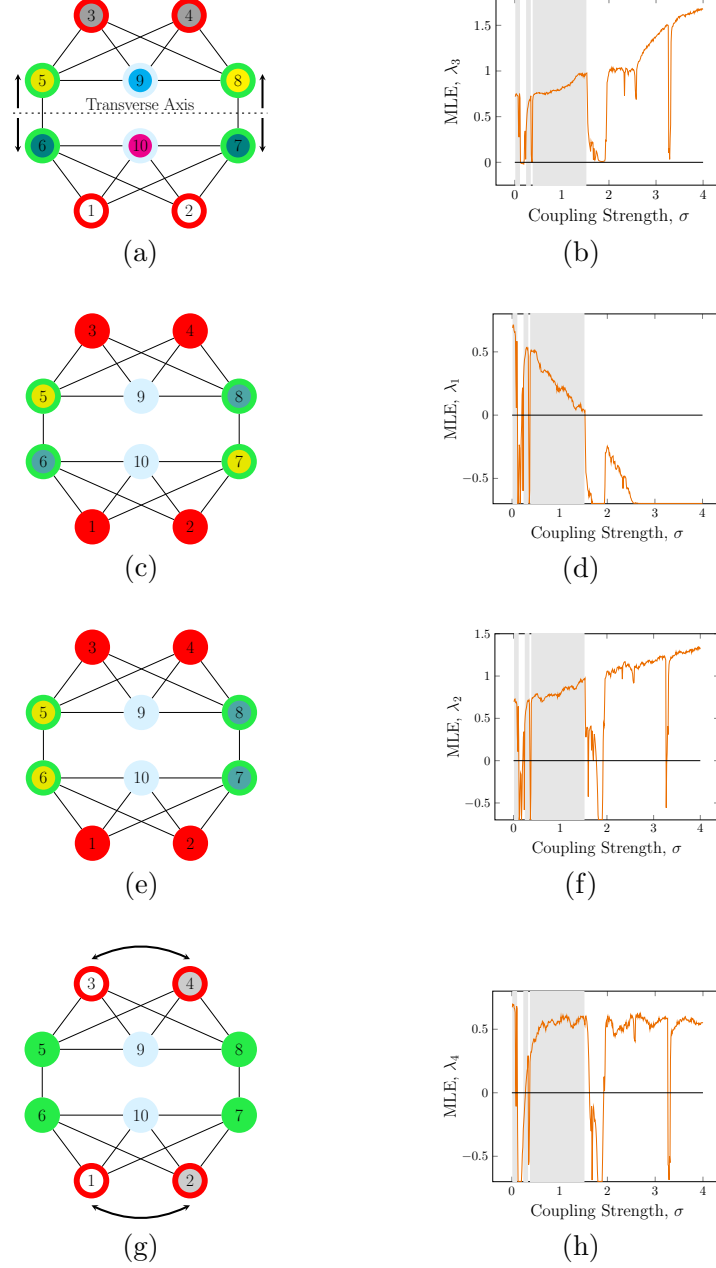 3 4
5 9 8
Transverse Axis
6 10 7
1 2
(a)
MLE, λ3
1.5
1
0.5
0
0 1 2 3 4
Coupling Strength, σ
(b)
3 4
5 9 8
6 10 7
1 2
(c)
MLE, λ1
0.5
0
−0.5
0 1 2 3 4
Coupling Strength, σ
(d)
3 4
5 9 8
6 10 7
1 2
(e)
MLE, λ2
1.5
1
0.5
0
−0.5
0 1 2 3 4
Coupling Strength, σ
(f)
3 4
5 9 8
6 10 7
1 2
(g)
MLE, λ4
0.5
0
−0.5
0 1 2 3 4
Coupling Strength, σ
(h)